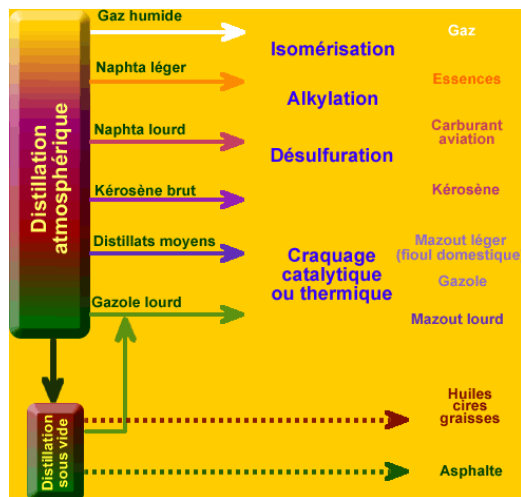 Distillation
atmosphérique
Gaz humide
Naphta léger
Naphta lourd
Kérosène brut
Distillats moyens
Gazole lourd
Isomérisation
Alkylation
Désulfuration
Craquage
catalytique
ou thermique
Gaz
Essences
Carburant
aviation
Kérosène
Mazout léger
(fioul domestique
Gazole
Mazout lourd
Distillation
sous vide
Huiles
cires
graisses
Asphalte